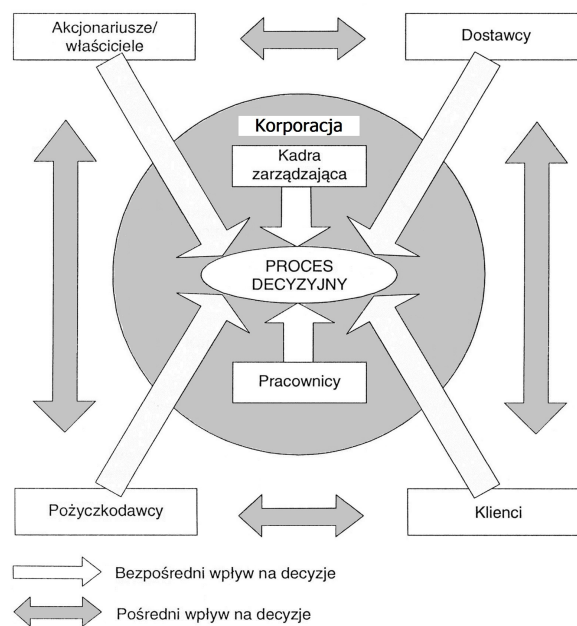 Akcjonariusze/
właściciele
Dostawcy
Korporacja
Kadra
zarządzająca
PROCES
DECYZYJNY
Pracownicy
Pożyczkodawcy
Klienci
Bezpośredni wpływ na decyzje
Pośredni wpływ na decyzje